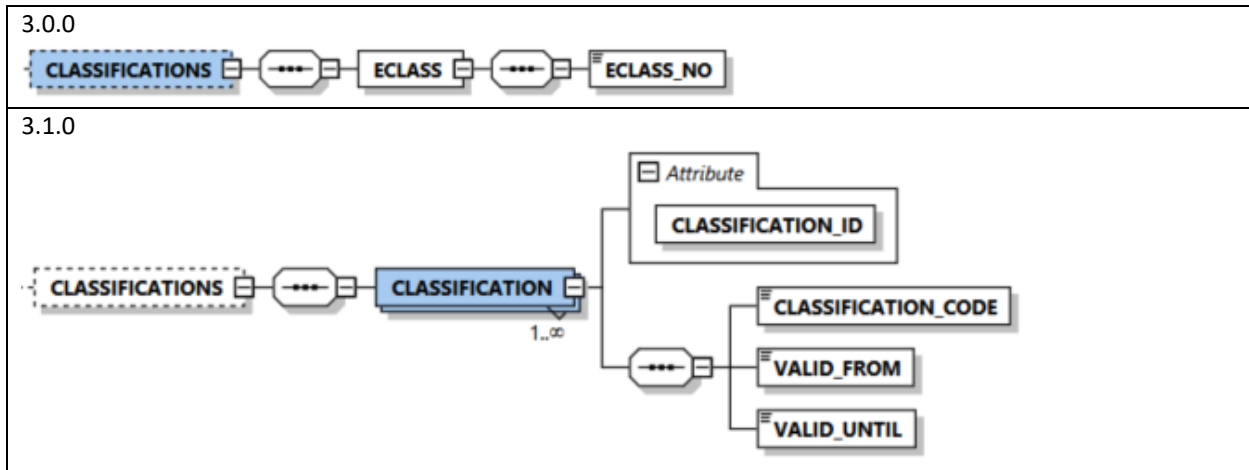 3.0.0
CLASSIFICATIONS ECLASS ECLASS_NO
3.1.0
Attribute
CLASSIFICATION_ID
CLASSIFICATIONS CLASSIFICATION
1..∞
CLASSIFICATION_CODE
VALID_FROM
VALID_UNTIL